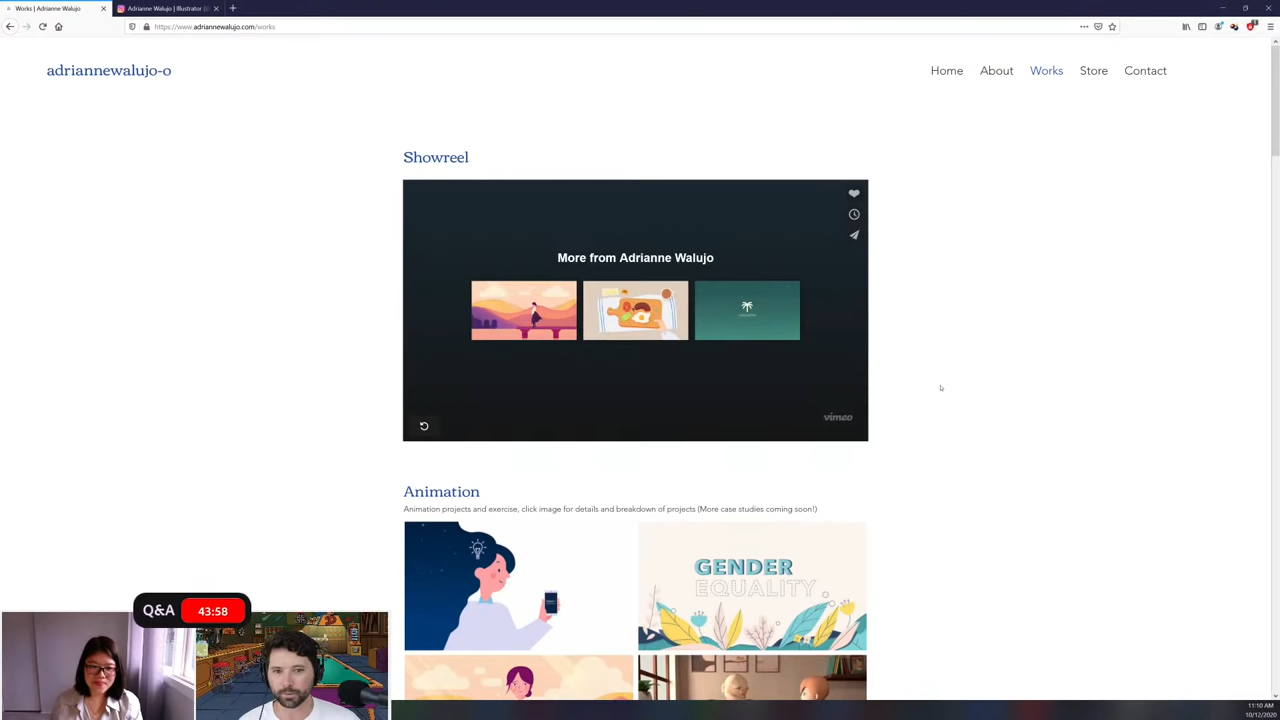 Works | Adrianne Walujo
Adrianne Walujo | Illustrator (
https://www.adriannewalujo.com/works
adriannewalujo-o
Home About Works Store Contact
Showreel
More from Adrianne Walujo
vimeo
Animation
Animation projects and exercise, click image for details and breakdown of projects (More case studies coming soon!)
GENDER
EQUALITY
Q&A 43:58
11:10 AM
10/12/2020